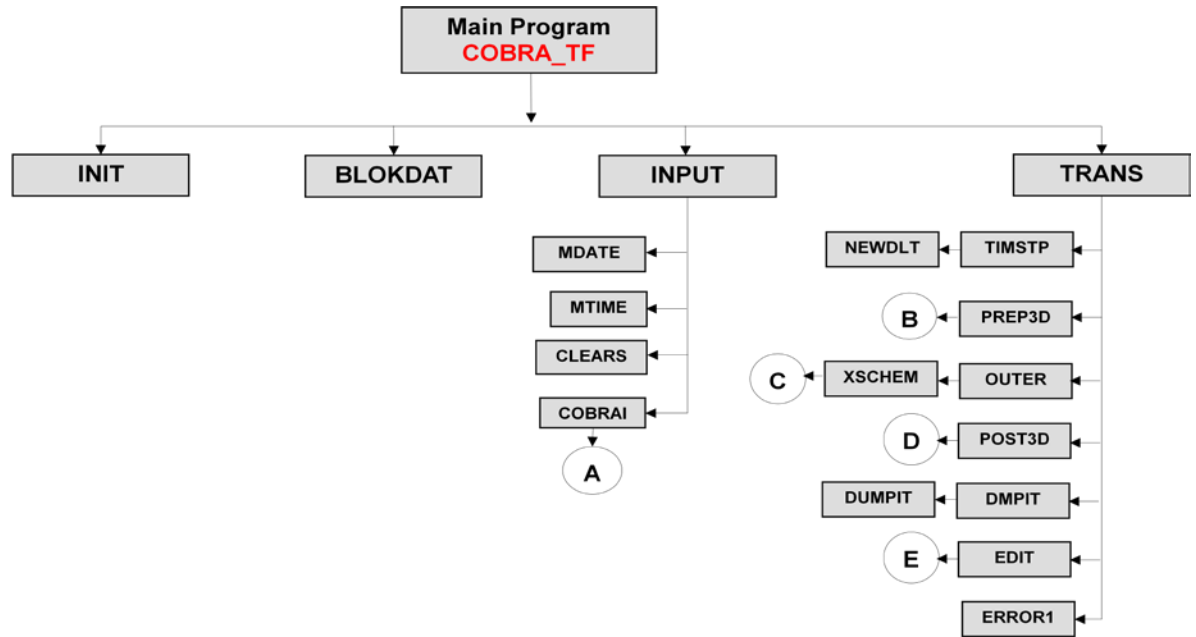 Main Program
COBRA_TF
INIT
BLOKDAT
INPUT
TRANS
MDATE
MTIME
CLEARS
COBRAI
A
NEWDLT
TIMSTP
B
PREP3D
C
XSCHEM
OUTER
D
POST3D
DUMPIT
DMPIT
E
EDIT
ERROR1